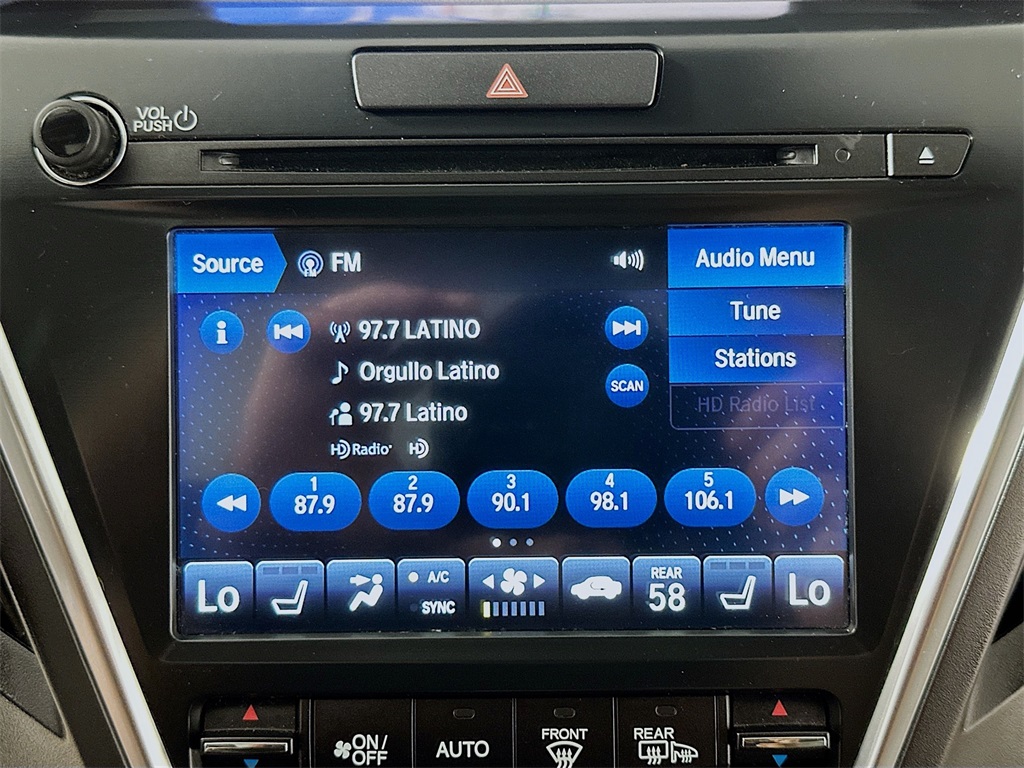 VOL
PUSH
Source
FM
Audio Menu
Tune
97.7 LATINO
Stations
Orgullo Latino
SCAN
HD Radio List
97.7 Latino
HD Radio HD
1
87.9
2
87.9
3
90.1
4
98.1
5
106.1
Lo
A/C
SYNC
REAR
58
Lo
ON/
OFF
AUTO
FRONT
REAR